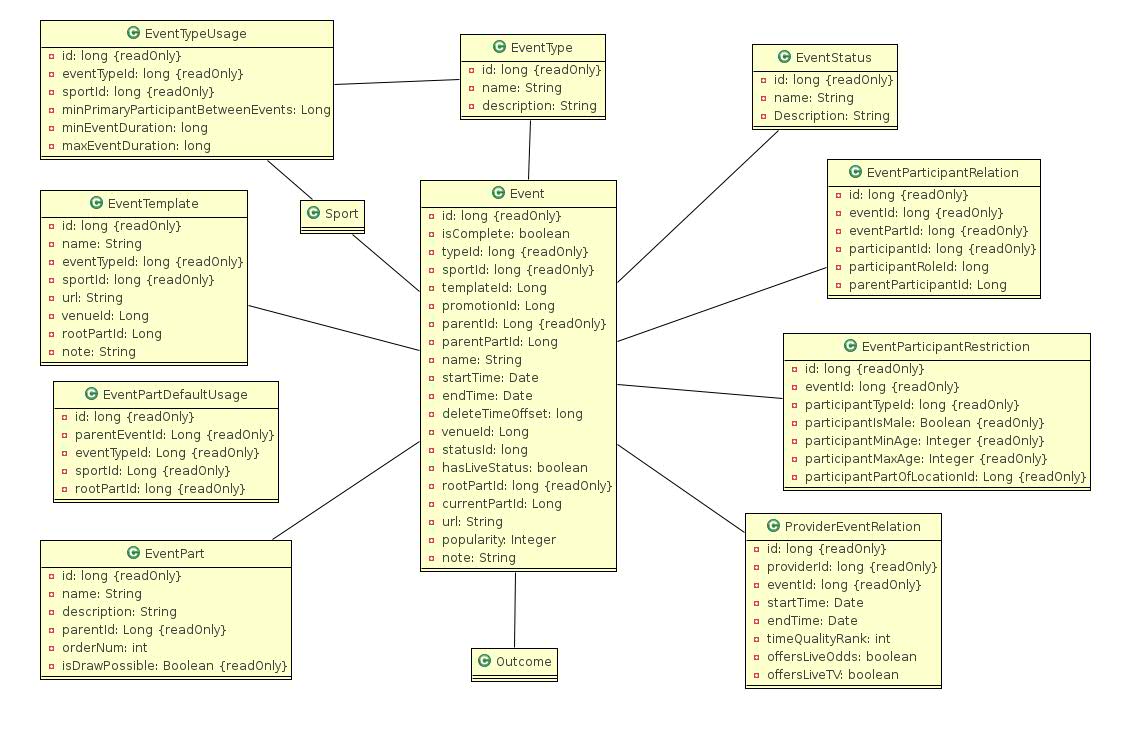 EventTypeUsage
id: long {readOnly}
eventTypeId: long {readOnly}
sportId: long {readOnly}
minPrimaryParticipantBetweenEvents: Long
minEventDuration: long
maxEventDuration: long
EventType
id: long {readOnly}
name: String
description: String
EventStatus
id: long {readOnly}
name: String
Description: String
EventParticipantRelation
id: long {readOnly}
eventId: long {readOnly}
eventPartId: long {readOnly}
participantId: long {readOnly}
participantRoleId: long
parentParticipantId: Long
EventTemplate
id: long {readOnly}
name: String
eventTypeId: long {readOnly}
sportId: long {readOnly}
url: String
venueId: Long
rootPartId: Long
note: String
Sport
Event
id: long {readOnly}
isComplete: boolean
typeId: long {readOnly}
sportId: long {readOnly}
templateId: Long
promotionId: Long
parentId: Long {readOnly}
parentPartId: Long
name: String
startTime: Date
endTime: Date
deleteTimeOffset: long
venueId: Long
statusId: long
hasLiveStatus: boolean
rootPartId: long {readOnly}
currentPartId: Long
url: String
popularity: Integer
note: String
EventParticipantRestriction
id: long {readOnly}
eventId: long {readOnly}
participantTypeId: long {readOnly}
participantIsMale: Boolean {readOnly}
participantMinAge: Integer {readOnly}
participantMaxAge: Integer {readOnly}
participantPartOfLocationId: Long {readOnly}
EventPartDefaultUsage
id: long {readOnly}
parentEventId: Long {readOnly}
eventTypeId: Long {readOnly}
sportId: Long {readOnly}
rootPartId: long {readOnly}
EventPart
id: long {readOnly}
name: String
description: String
parentId: Long {readOnly}
orderNum: int
isDrawPossible: Boolean {readOnly}
ProviderEventRelation
id: long {readOnly}
providerId: long {readOnly}
eventId: long {readOnly}
startTime: Date
endTime: Date
timeQualityRank: int
offersLiveOdds: boolean
offersLiveTV: boolean
Outcome